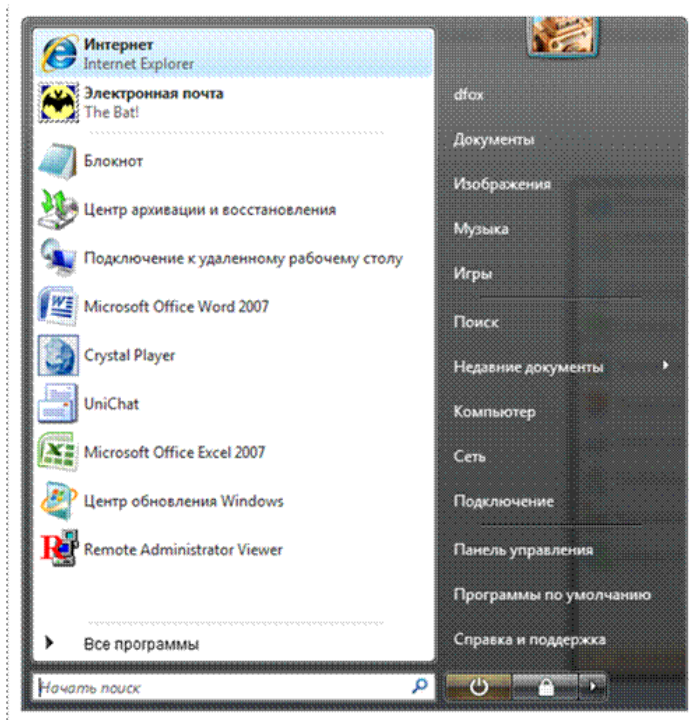 Интернет
Internet Explorer
Электронная почта
The Bat!
Блокнот
Центр архивации и восстановления
Подключение к удаленному рабочему столу
Microsoft Office Word 2007
Crystal Player
UniChat
Microsoft Office Excel 2007
Центр обновления Windows
Remote Administrator Viewer
Все программы
Начать поиск
dfox
Документы
Изображения
Музыка
Игры
Поиск
Недавние документы
Компьютер
Сеть
Подключение
Панель управления
Программы по умолчанию
Справка и поддержка